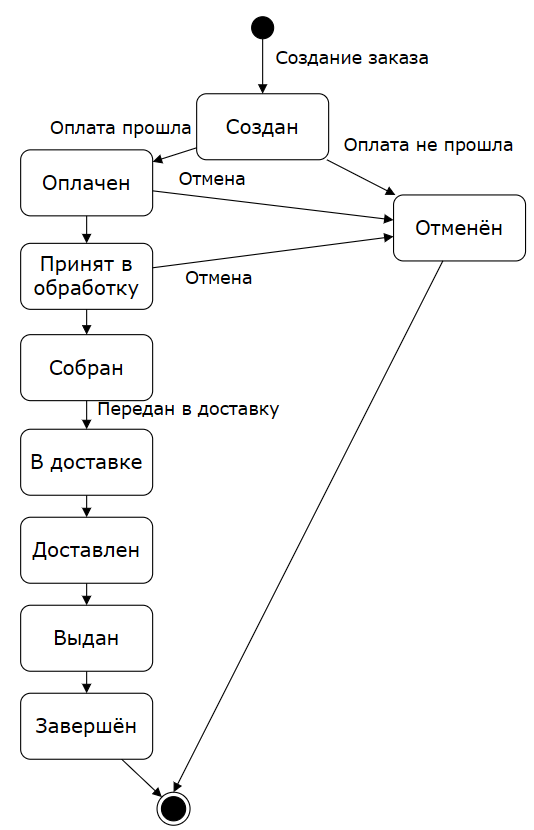 Создание заказа
Создан
Оплата прошла
Оплата не прошла
Оплачен
Отмена
Отменён
Принят в
обработку
Отмена
Собран
Передан в доставку
В доставке
Доставлен
Выдан
Завершён